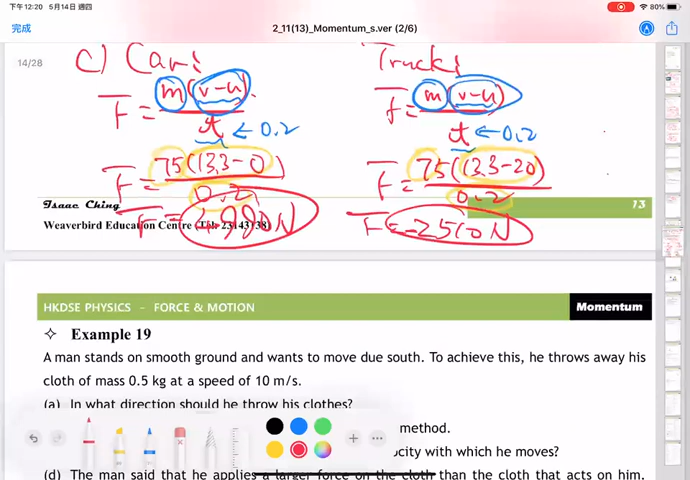 下午12:20 5月14日 週四
80%
完成
2_11(13)_Momentum_s.ver (2/6)
14/28
c) Car: Truck:
F = m(v-u) / t ← 0.2 F = m(v-u) / t ← 0.2
F = 75(13.3-0) / 0.2 F = 75(13.3-20) / 0.2
Isaac Ching 13
F = 4990N F = -2510N
Weaverbird Education Centre (Tel: 23143738)
HKDSE PHYSICS - FORCE & MOTION Momentum
✧ Example 19
A man stands on smooth ground and wants to move due south. To achieve this, he throws away his
cloth of mass 0.5 kg at a speed of 10 m/s.
(a) In what direction should he throw his clothes?
method.
ocity with which he moves?
(d) The man said that he applies a larger force on the cloth than the cloth that acts on him.